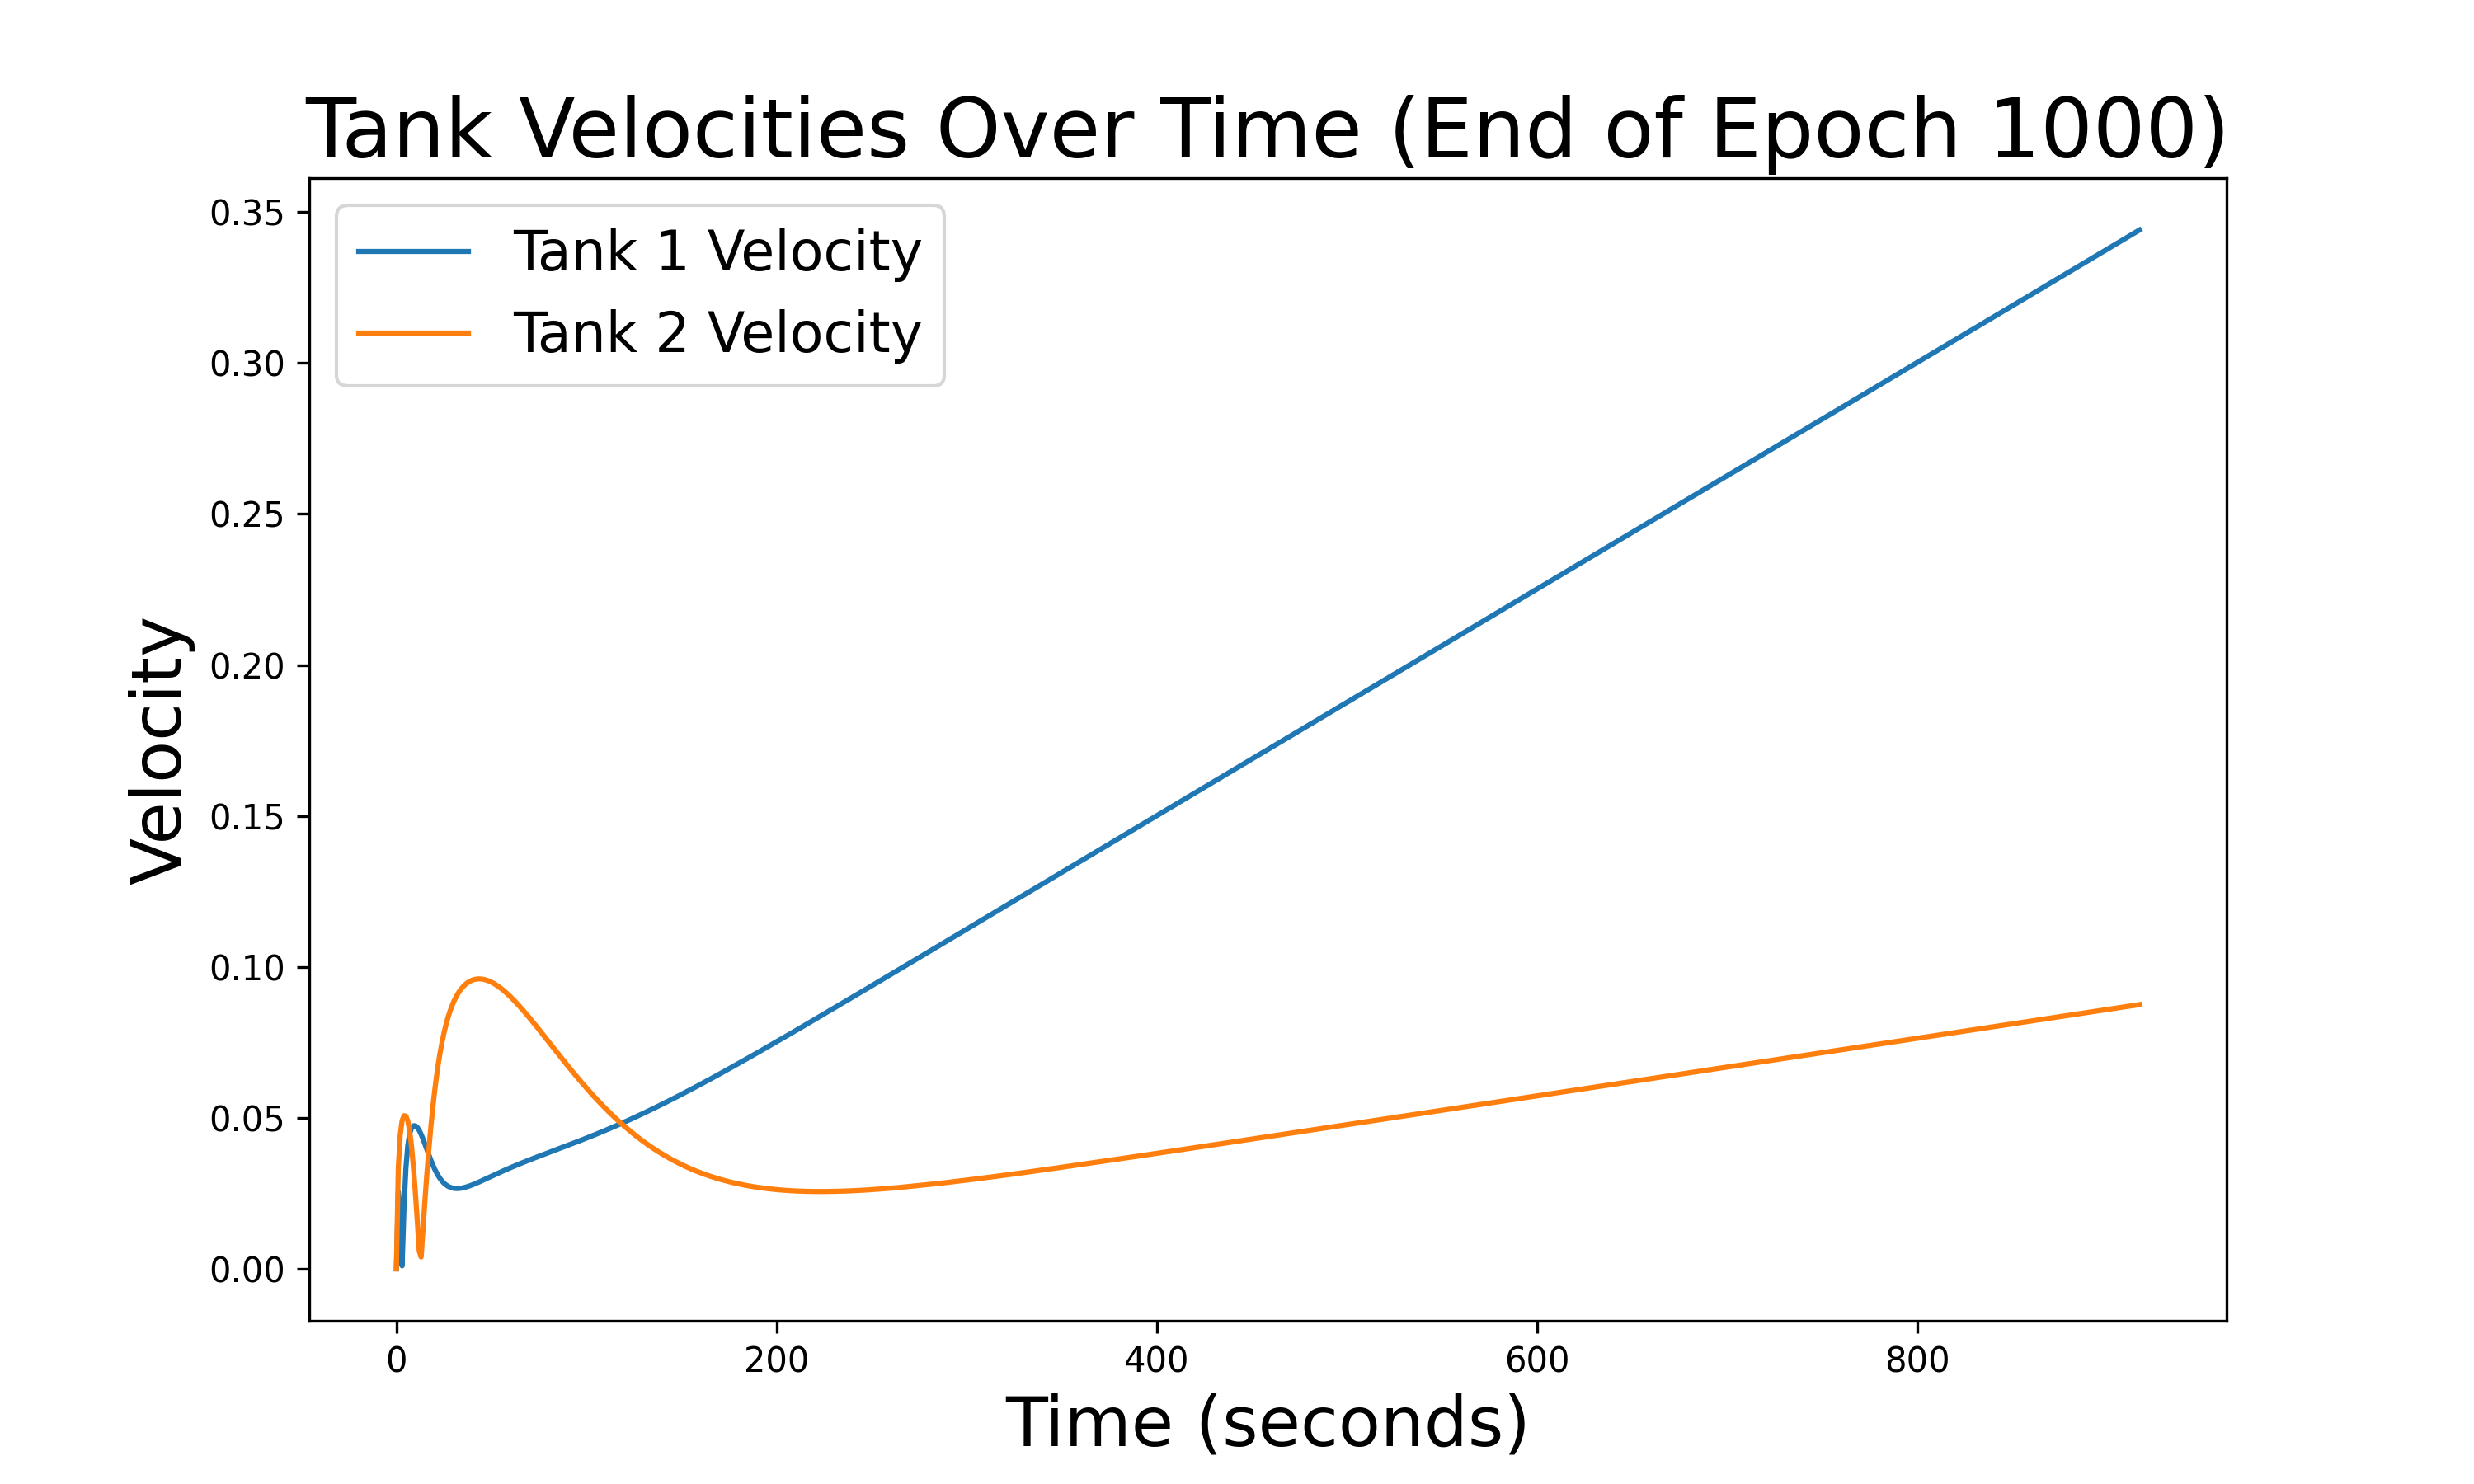 Tank Velocities Over Time (End of Epoch 1000)
Tank 1 Velocity
Tank 2 Velocity
Velocity
0.35
0.30
0.25
0.20
0.15
0.10
0.05
0.00
0 200 400 600 800
Time (seconds)